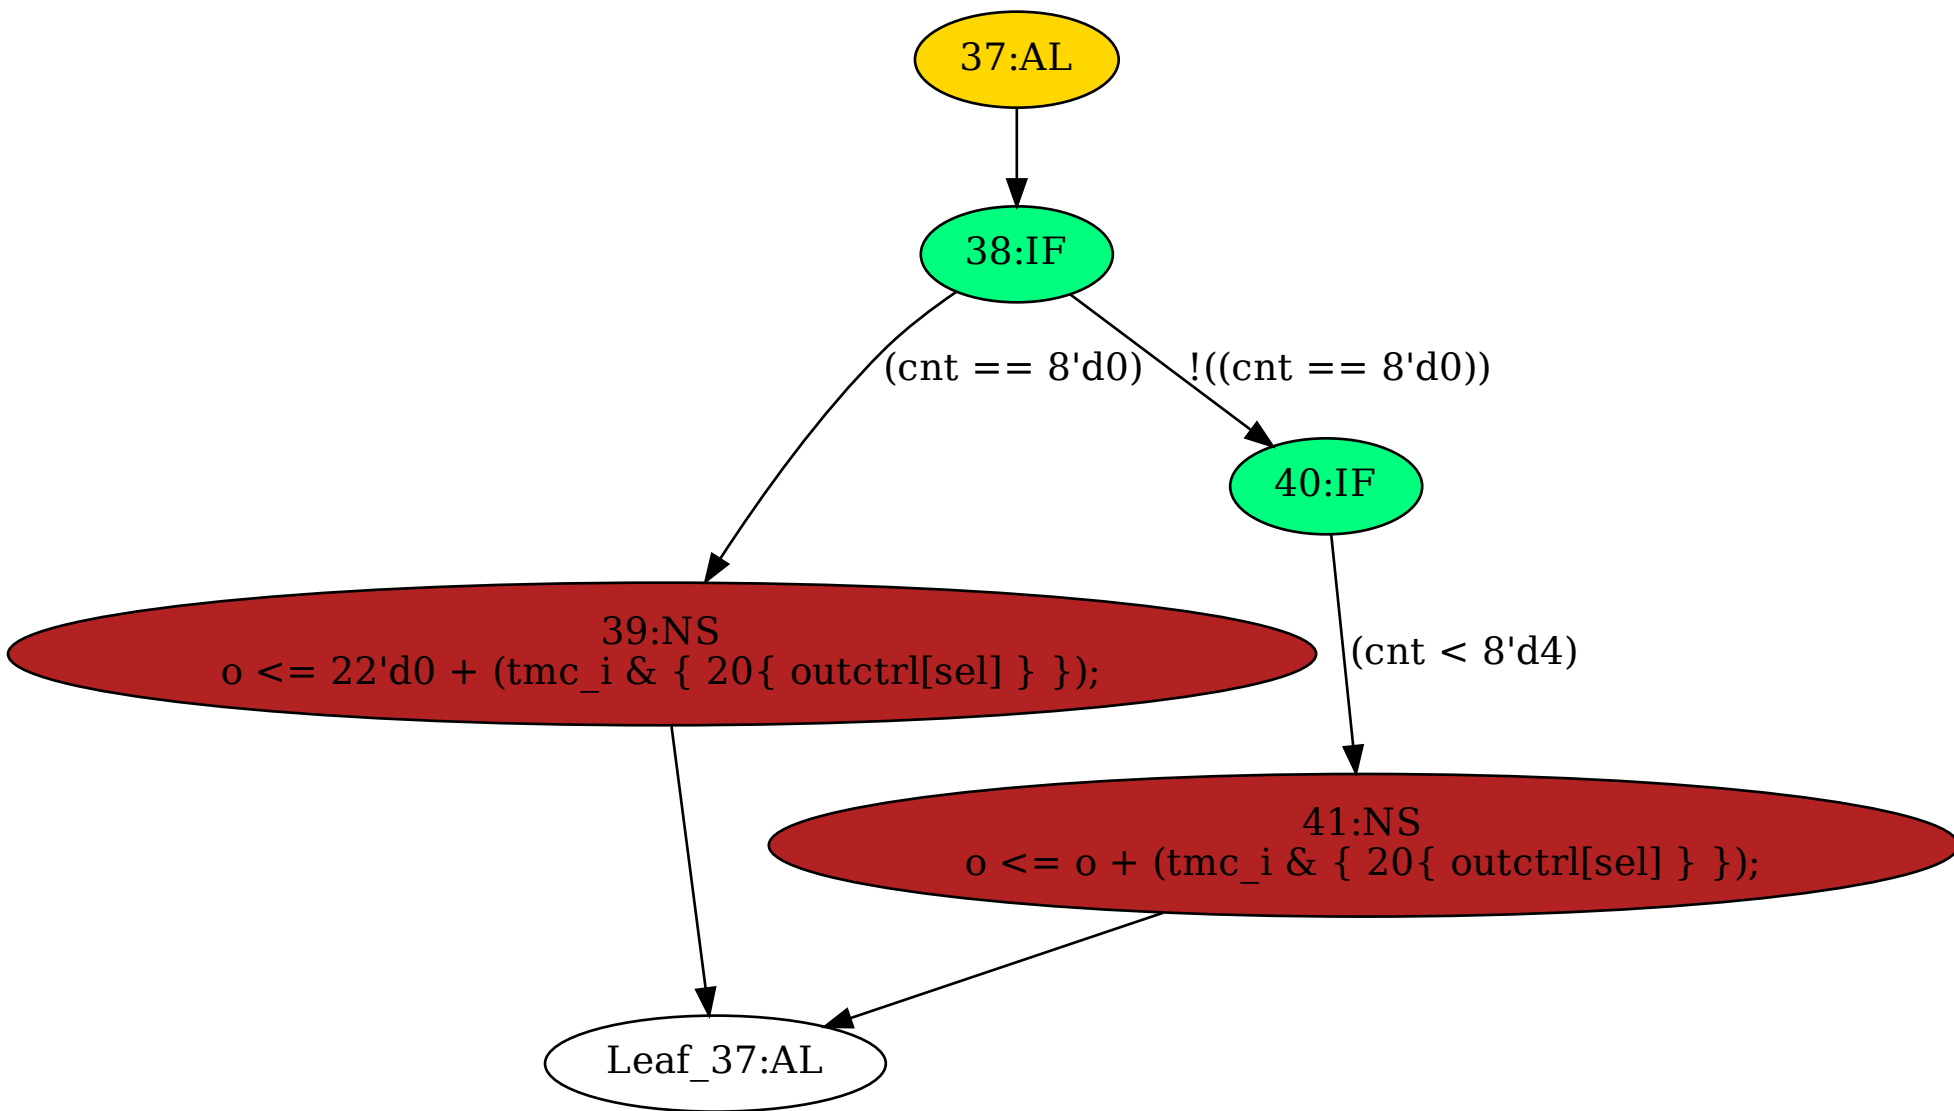 37:AL
38:IF
(cnt == 8'd0)
!((cnt == 8'd0))
40:IF
39:NS
o <= 22'd0 + (tmc_i & { 20{ outctrl[sel] } });
(cnt < 8'd4)
41:NS
o <= o + (tmc_i & { 20{ outctrl[sel] } });
Leaf_37:AL